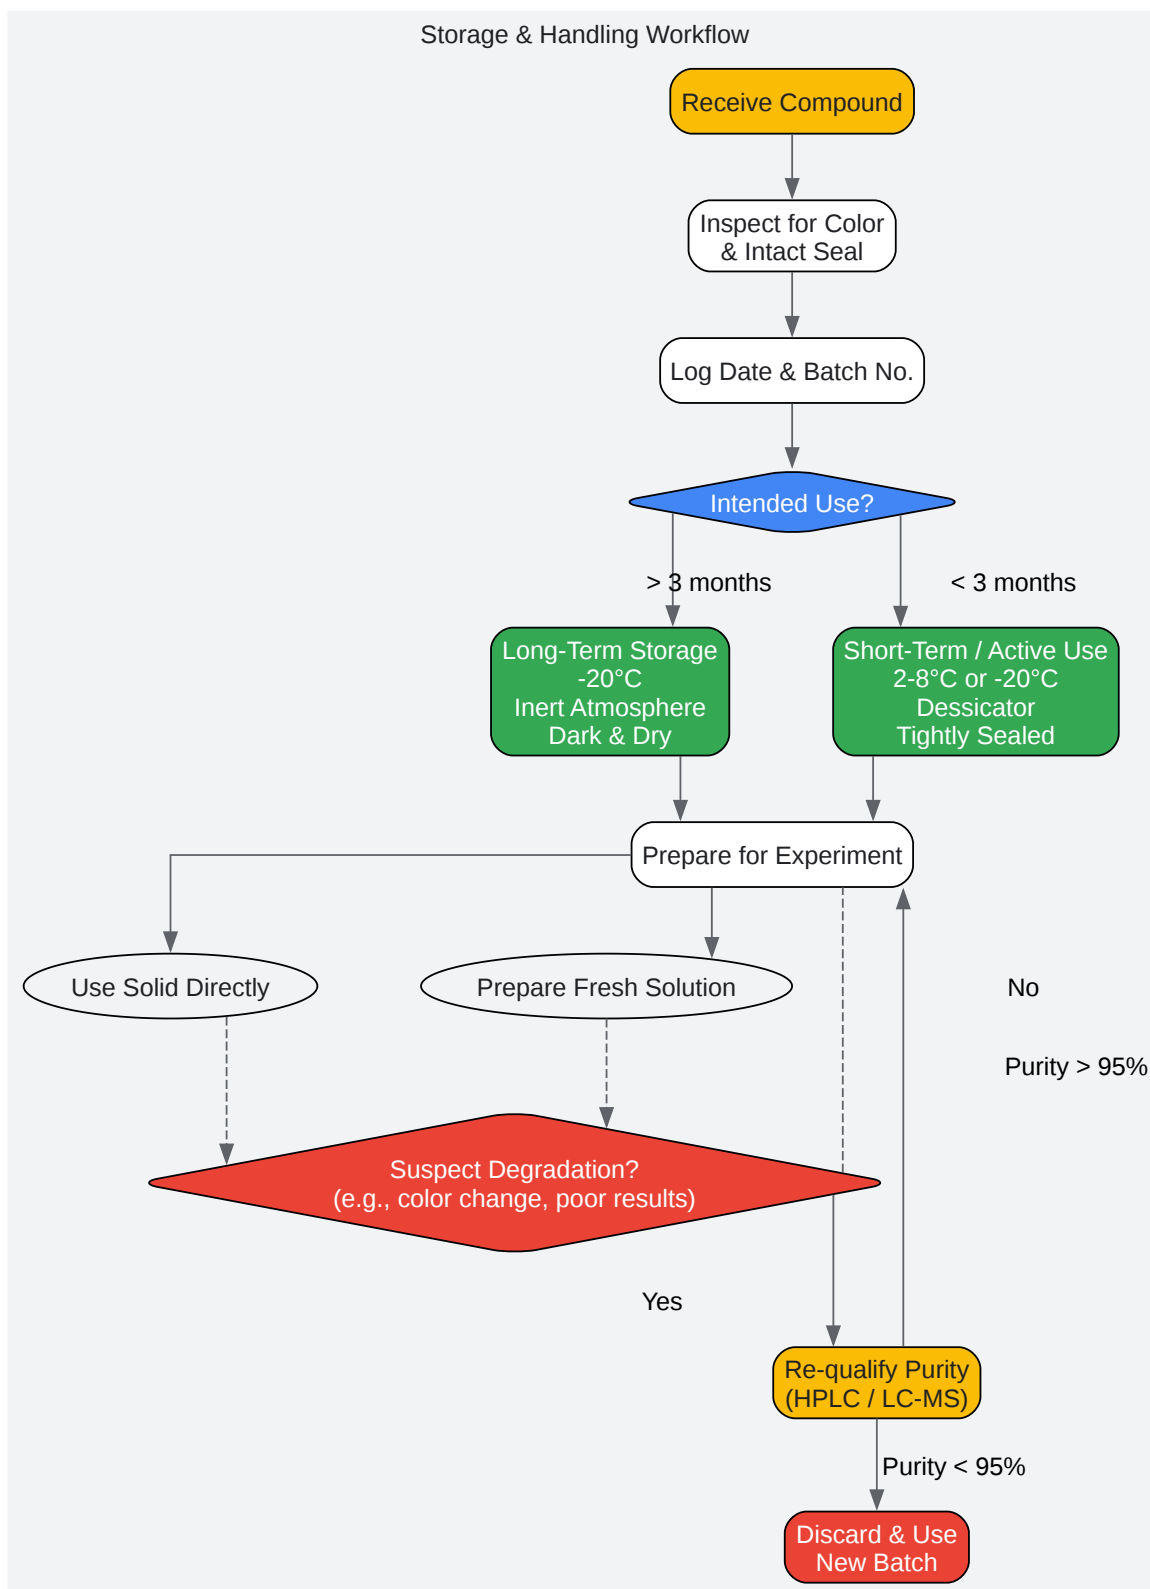 Storage & Handling Workflow
Receive Compound
Inspect for Color
& Intact Seal
Log Date & Batch No.
Intended Use?
> 3 months
< 3 months
Long-Term Storage
-20°C
Inert Atmosphere
Dark & Dry
Short-Term / Active Use
2-8°C or -20°C
Dessicator
Tightly Sealed
Prepare for Experiment
Use Solid Directly
Prepare Fresh Solution
No
Purity > 95%
Suspect Degradation?
(e.g., color change, poor results)
Yes
Re-qualify Purity
(HPLC / LC-MS)
Purity < 95%
Discard & Use
New Batch